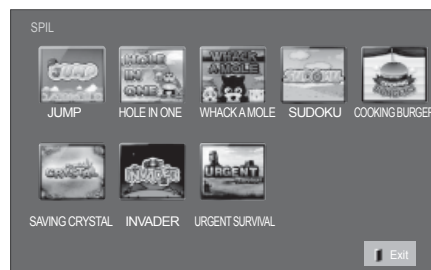 SPIL
JUMP
HOLE IN ONE
WHACK A MOLE
SUDOKU
JUMP HOLE IN ONE WHACK A MOLE SUDOKU COOKING BURGER
CRYSTAL
INVADER
URGENT
SAVING CRYSTAL INVADER URGENT SURVIVAL
Exit